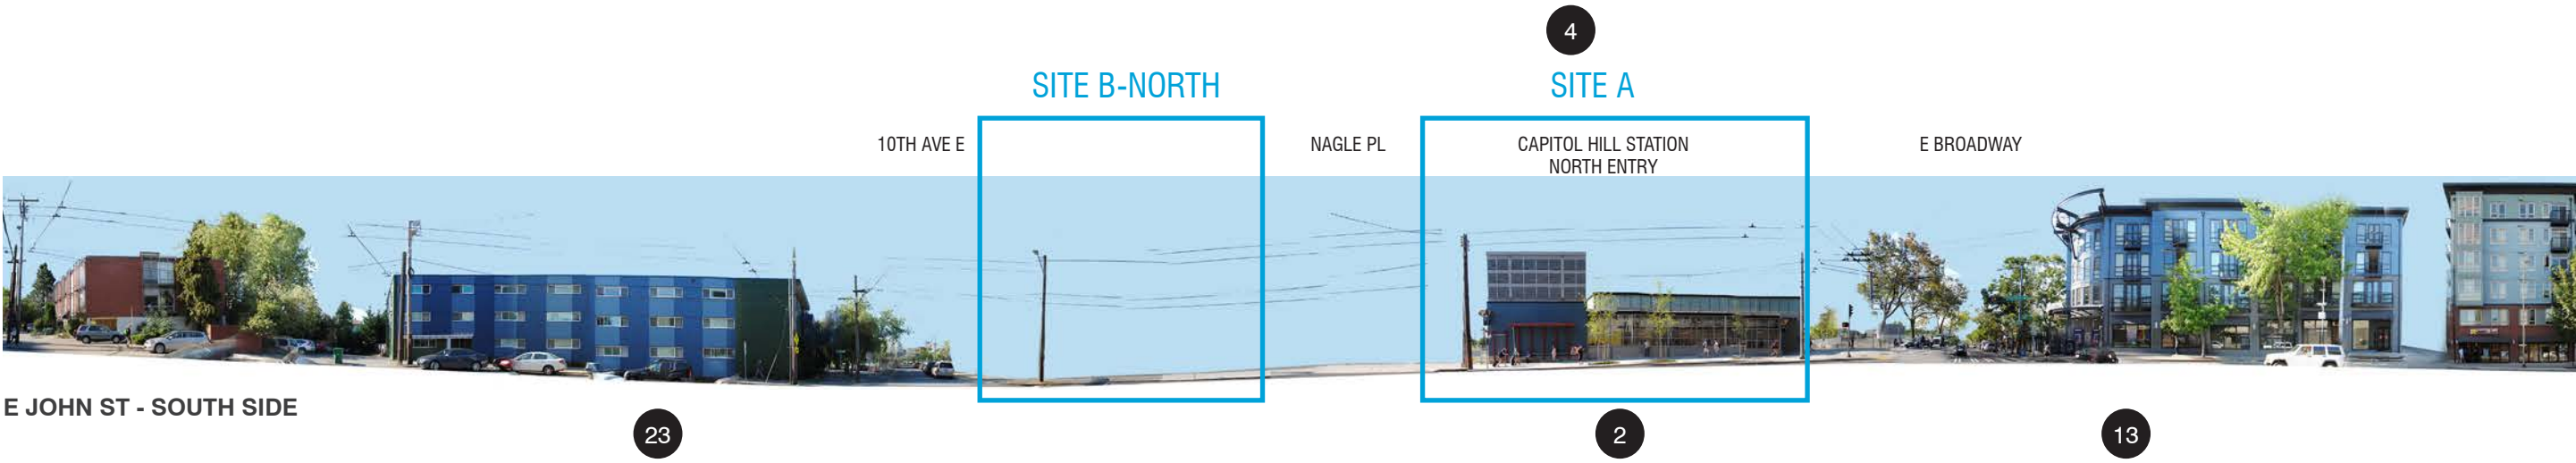 4
SITE B-NORTH
SITE A
10TH AVE E
NAGLE PL
CAPITOL HILL STATION
NORTH ENTRY
E BROADWAY
E JOHN ST - SOUTH SIDE
23
2
13